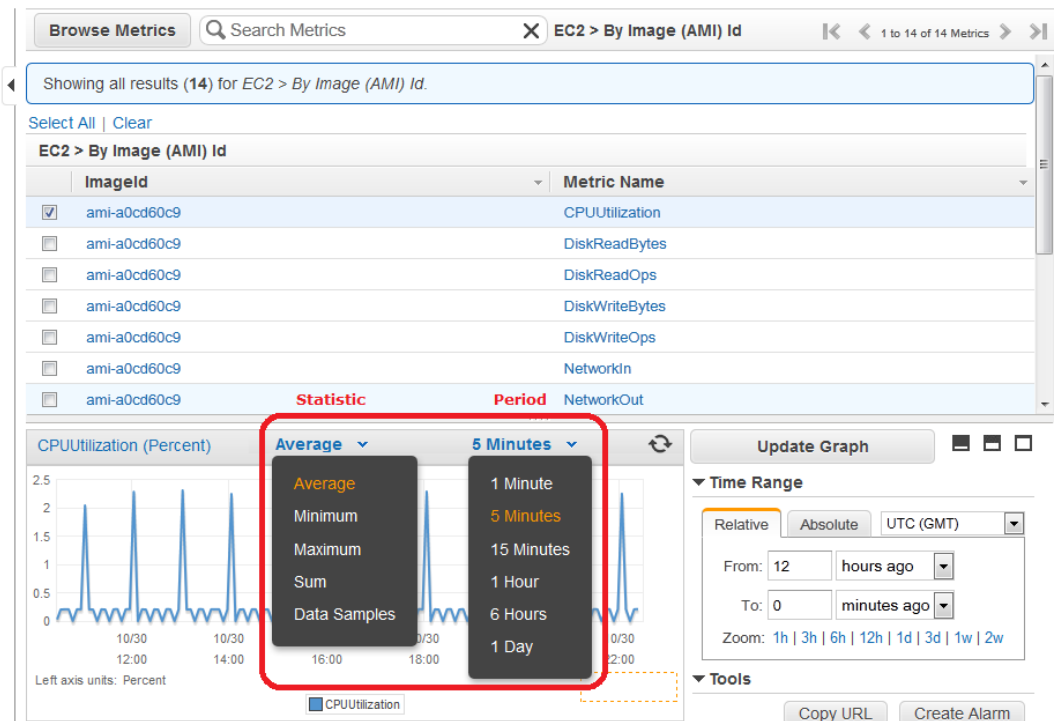 Browse Metrics Search Metrics X EC2 > By Image (AMI) Id 1 to 14 of 14 Metrics
Showing all results (14) for EC2 > By Image (AMI) Id.
Select All | Clear
EC2 > By Image (AMI) Id
ImageId Metric Name
ami-a0cd60c9 CPUUtilization
ami-a0cd60c9 DiskReadBytes
ami-a0cd60c9 DiskReadOps
ami-a0cd60c9 DiskWriteBytes
ami-a0cd60c9 DiskWriteOps
ami-a0cd60c9 NetworkIn
ami-a0cd60c9 Statistic Period NetworkOut
CPUUtilization (Percent) Average 5 Minutes
Average
Minimum
Maximum
Sum
Data Samples
1 Minute
5 Minutes
15 Minutes
1 Hour
6 Hours
1 Day
2.5
2
1.5
1
0.5
0
10/30 10/30
12:00 14:00 16:00 18:00
Left axis units: Percent
CPUUtilization
Update Graph
Time Range
Relative Absolute UTC (GMT)
From: 12 hours ago
To: 0 minutes ago
Zoom: 1h | 3h | 6h | 12h | 1d | 3d | 1w | 2w
Tools
Copy URL Create Alarm